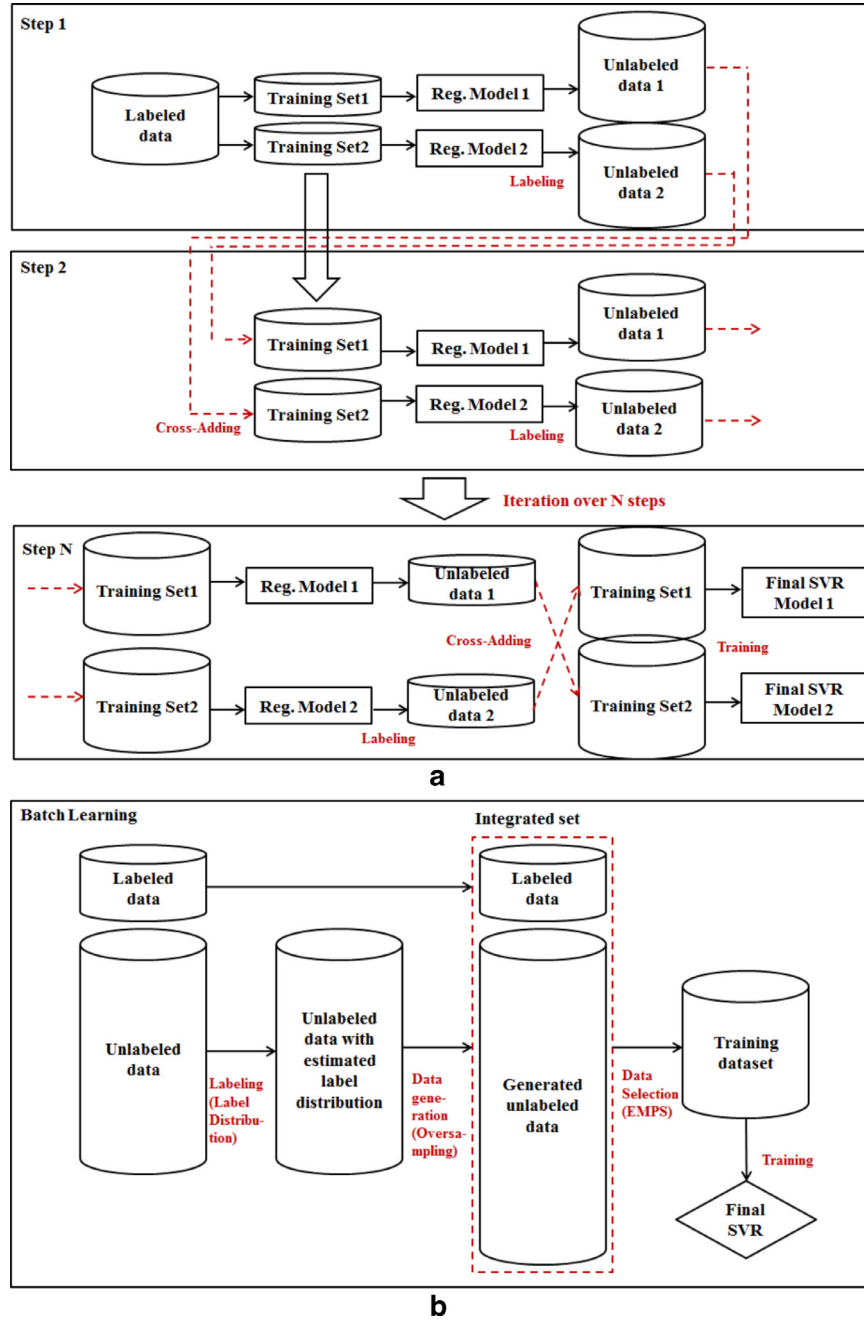 Step 1
Labeled
data
Training Set1
Training Set2
Reg. Model 1
Reg. Model 2
Labeling
Unlabeled
data 1
Unlabeled
data 2
Step 2
Training Set1
Training Set2
Cross-Adding
Reg. Model 1
Reg. Model 2
Labeling
Unlabeled
data 1
Unlabeled
data 2
Iteration over N steps
Step N
Training Set1
Training Set2
Reg. Model 1
Reg. Model 2
Labeling
Unlabeled
data 1
Unlabeled
data 2
Cross-Adding
Training Set1
Training Set2
Training
Final SVR
Model 1
Final SVR
Model 2
a
Batch Learning
Labeled
data
Unlabeled
data
Labeling
(Label
Distribu-
tion)
Unlabeled
data with
estimated
label
distribution
Data
gene-
ration
(Oversa-
mpling)
Integrated set
Labeled
data
Generated
unlabeled
data
Data
Selection
(EMPS)
Training
dataset
Training
Final
SVR
b